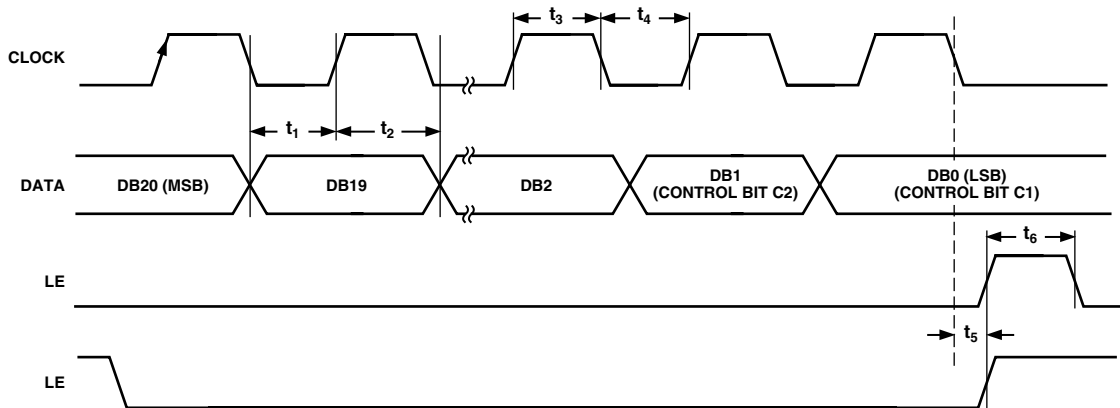 t3
t4
CLOCK
t1
t2
DATA
DB20 (MSB)
DB19
DB2
DB1
(CONTROL BIT C2)
DB0 (LSB)
(CONTROL BIT C1)
t6
LE
t5
LE